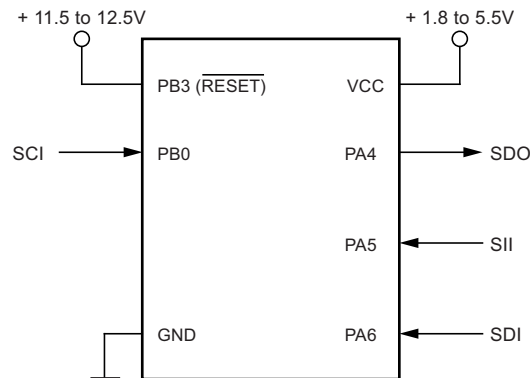 + 11.5 to 12.5V
+ 1.8 to 5.5V
PB3 (RESET)
VCC
SCI
PB0
PA4
SDO
PA5
SII
GND
PA6
SDI